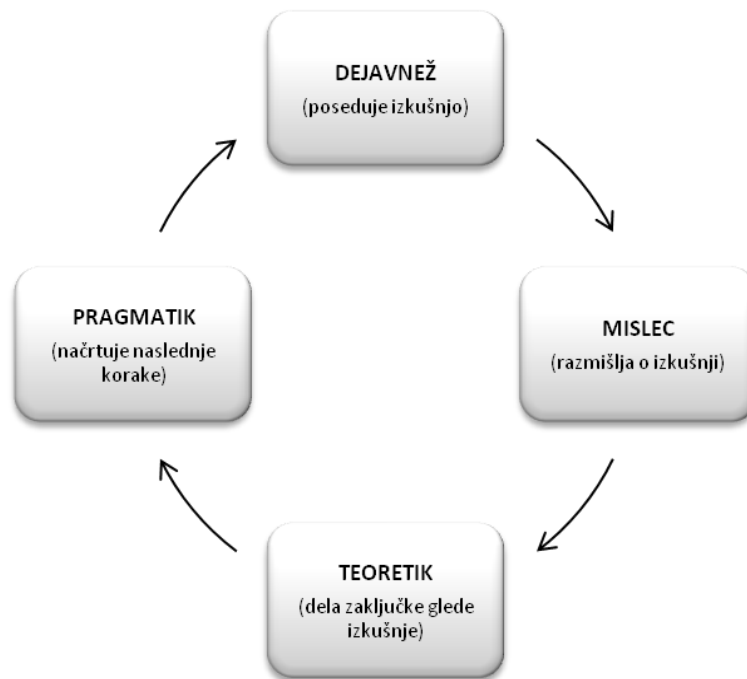 DEJAVNEŽ
(poseduje izkušnjo)
MISLEC
(razmišlja o izkušnji)
TEORETIK
(dela zaključke glede
izkušnje)
PRAGMATIK
(načrtuje naslednje
korake)